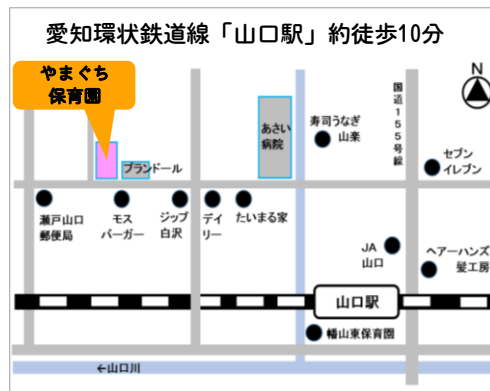 愛知環状鉄道線「山口駅」約徒歩10分
やまぐち
保育園
N
国道155号線
あさい
病院
寿司うなぎ
山楽
セブン
イレブン
ブランドール
瀬戸山口
郵便局
モス
バーガー
ジップ
白沢
デイ
リー
たいまる家
JA
山口
ヘアーハンズ
髪工房
山口駅
幡山東保育園
←山口川